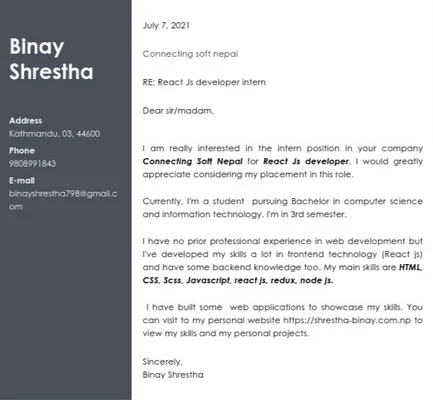 Binay
Shrestha
Address
Kathmandu, 03, 44600
Phone
9808991843
E-mail
binayshrestha798@gmail.c
om
July 7, 2021
Connecting soft nepal
RE: React Js developer intern
Dear sir/madam,
I am really interested in the intern position in your company
Connecting Soft Nepal for React Js developer. I would greatly
appreciate considering my placement in this role.
Currently, I'm a student pursuing Bachelor in computer science
and information technology. I'm in 3rd semester.
I have no prior professional experience in web development but
I've developed my skills a lot in frontend technology (React js)
and have some backend knowledge too. My main skills are HTML,
CSS, Scss, Javascript, react js, redux, node js.
I have built some web applications to showcase my skills. You
can visit to my personal website https://shrestha-binay.com.np to
view my skills and my personal projects.
Sincerely,
Binay Shrestha